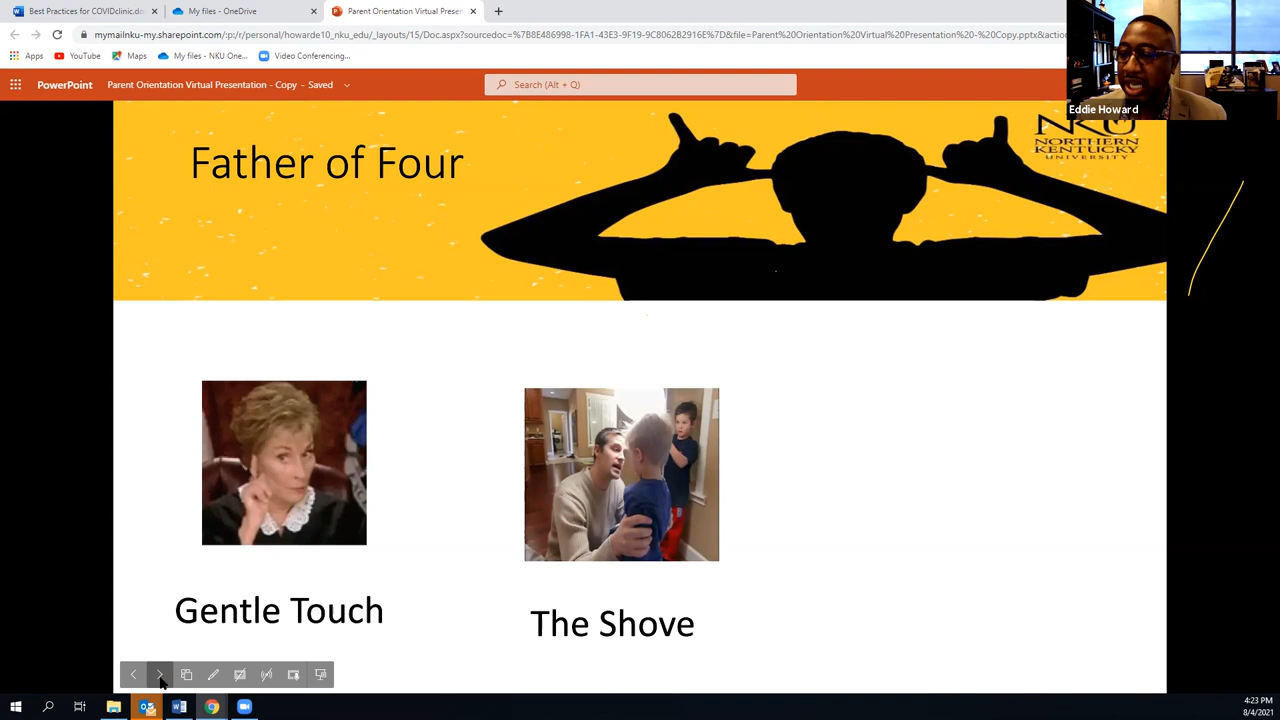 Best Practices for COVIDclinic.do
My files - OneDrive
Parent Orientation Virtual Preser
mymailnku-my.sharepoint.com/:p:/r/personal/howarde10_nku_edu/_layouts/15/Doc.aspx?sourcedoc=%7B8E486998-1FA1-43E3-9F19-9C8062B2916E%7D&file=Parent%20Orientation%20Virtual%20Presentation%20-%20Copy.pptx&action
Apps
YouTube
Maps
My files - NKU One...
Video Conferencing...
PowerPoint
Parent Orientation Virtual Presentation - Copy - Saved
Search (Alt + Q)
Eddie Howard
Father of Four
NKU
NORTHERN
KENTUCKY
UNIVERSITY
Gentle Touch
The Shove
4:23 PM
8/4/2021